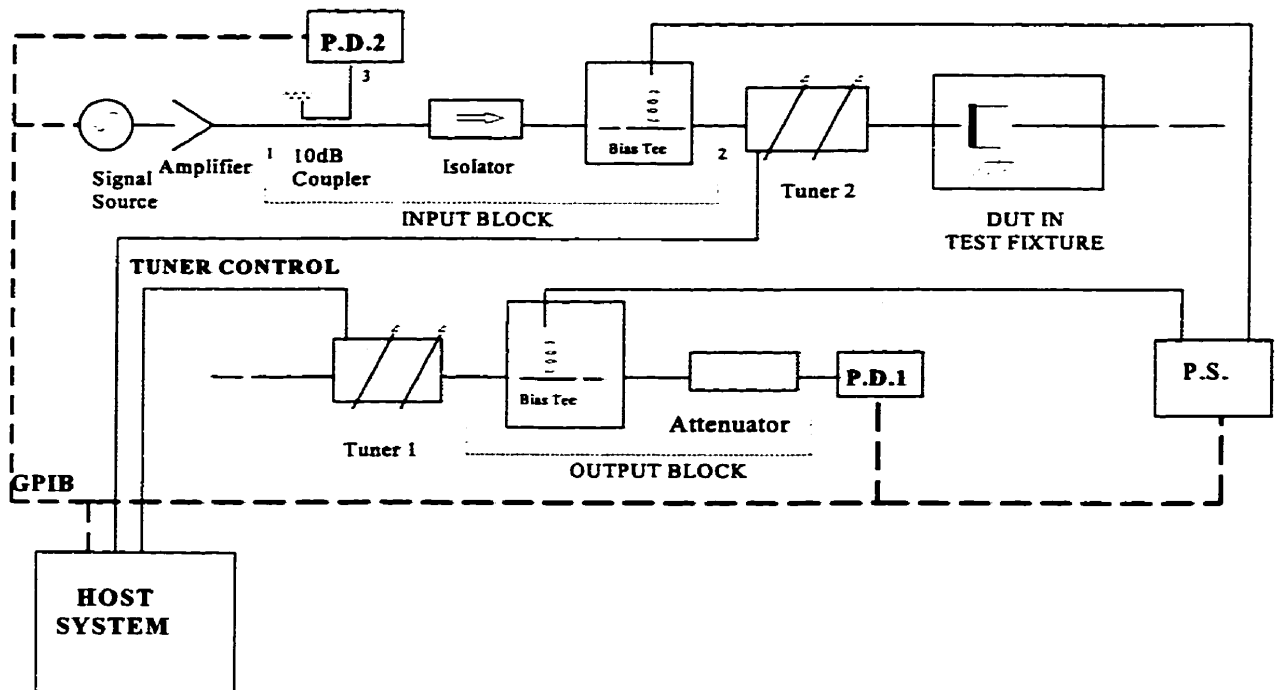 P.D.2
3
Amplifier
Signal
Source
1
10dB
Coupler
Isolator
Bias Tee
2
Tuner 2
INPUT BLOCK
DUT IN
TEST FIXTURE
TUNER CONTROL
Bias Tee
P.D.1
P.S.
Attenuator
Tuner 1
OUTPUT BLOCK
GPIB
HOST
SYSTEM